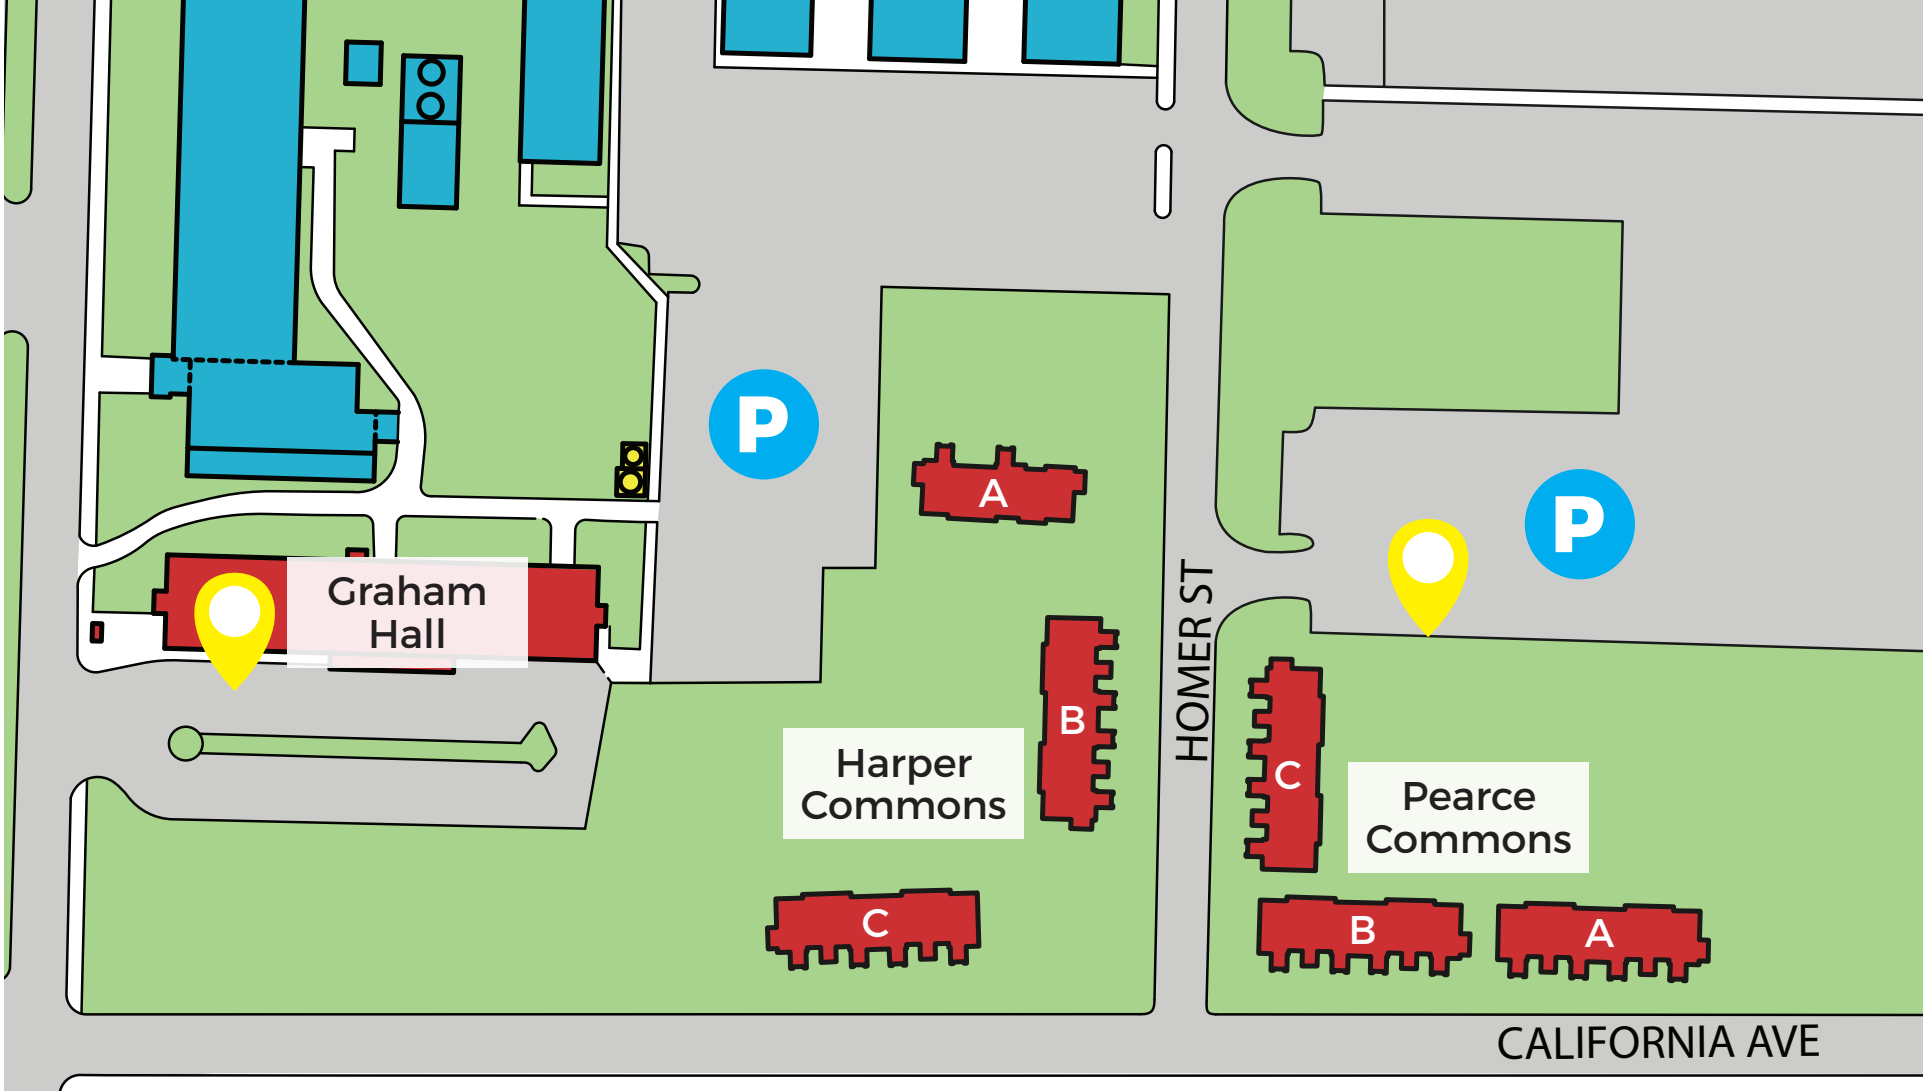 P
A
P
Graham
Hall
HOMER ST
B
Harper
Commons
C
Pearce
Commons
C
B
A
CALIFORNIA AVE